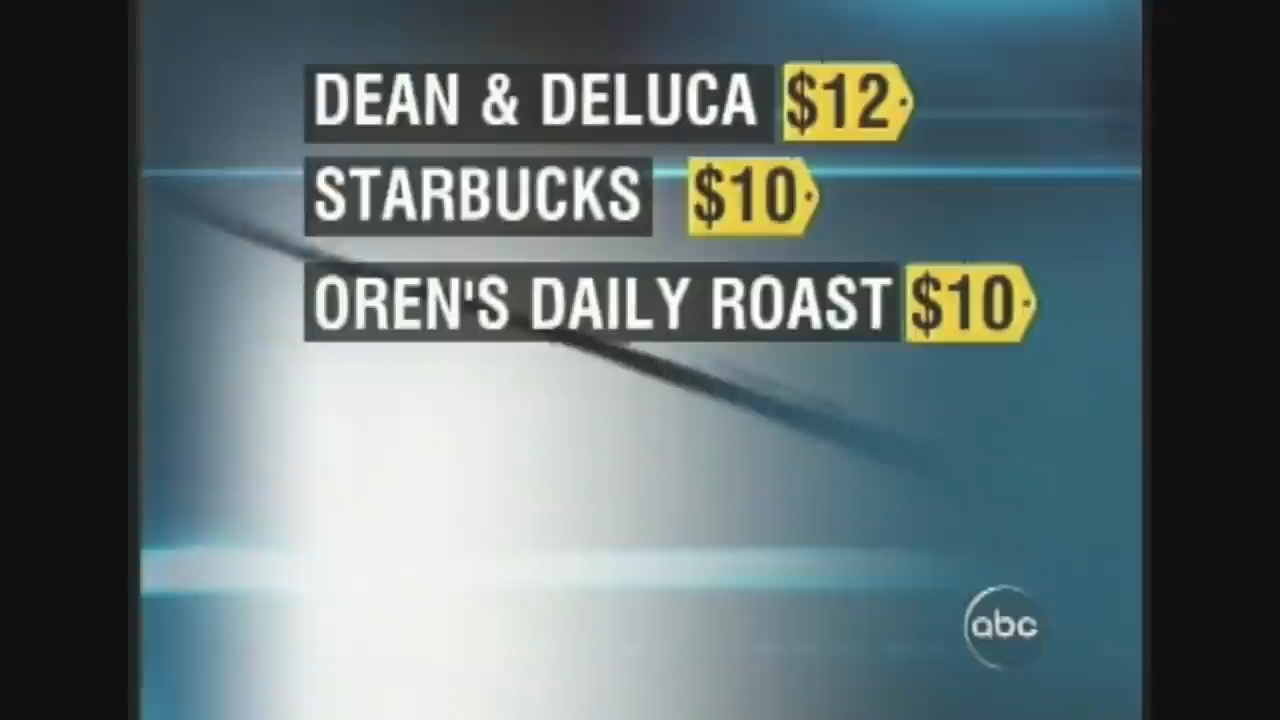 DEAN & DELUCA $12
STARBUCKS $10
OREN'S DAILY ROAST $10
abc